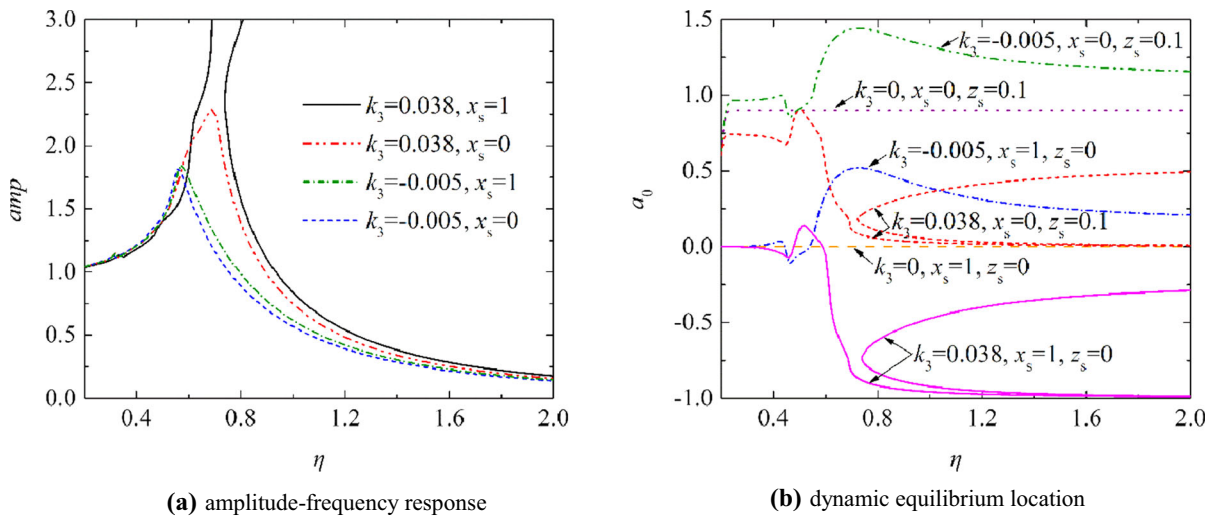 3.0
2.5
2.0
1.5
1.0
0.5
0.0
amp
k₃=0.038, xₛ=1
k₃=0.038, xₛ=0
k₃=-0.005, xₛ=1
k₃=-0.005, xₛ=0
0.4 0.8 1.2 1.6 2.0
η
(a) amplitude-frequency response
1.5
1.0
0.5
0.0
-0.5
-1.0
a₀
k₃=-0.005, xₛ=0, zₛ=0.1
k₃=0, xₛ=0, zₛ=0.1
k₃=-0.005, xₛ=1, zₛ=0
k₃=0.038, xₛ=0, zₛ=0.1
k₃=0, xₛ=1, zₛ=0
k₃=0.038, xₛ=1, zₛ=0
0.4 0.8 1.2 1.6 2.0
η
(b) dynamic equilibrium location